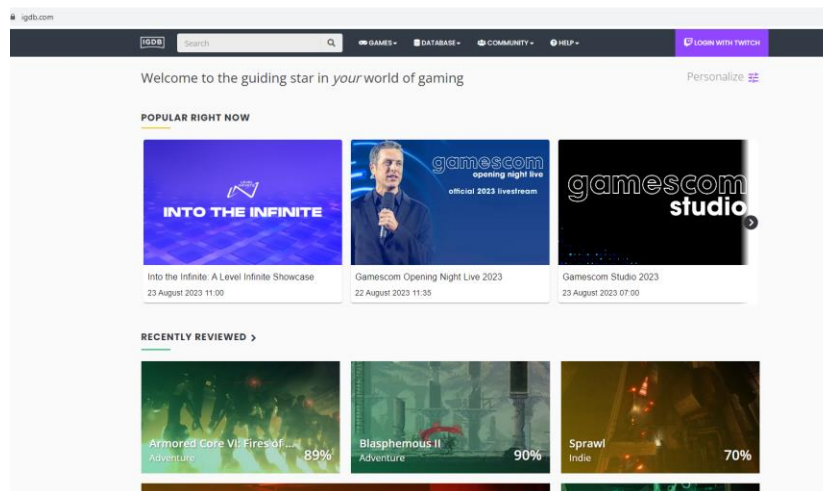 igdb.com
IGDB Search GAMES DATABASE COMMUNITY HELP LOGIN WITH TWITCH
Welcome to the guiding star in your world of gaming Personalize
POPULAR RIGHT NOW
INTO THE INFINITE
gamescom
opening night live
official 2023 livestream
gamescom
studio
Into the Infinite: A Level Infinite Showcase
23 August 2023 11:00
Gamescom Opening Night Live 2023
22 August 2023 11:35
Gamescom Studio 2023
23 August 2023 07:00
RECENTLY REVIEWED
Armored Core VI: Fires of ...
Adventure 89%
Blasphemous II
Adventure 90%
Sprawl
Indie 70%